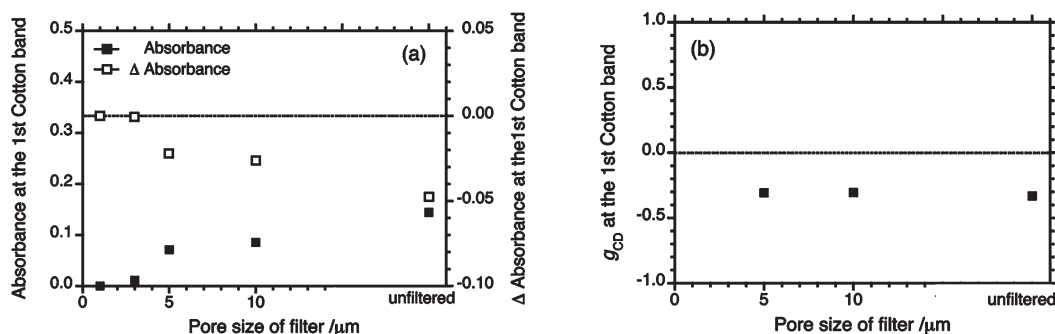 Absorbance at the 1st Cotton band
0.5
0.4
0.3
0.2
0.1
0.0
Absorbance
Δ Absorbance
(a)
0.05
0.00
-0.05
-0.10
Δ Absorbance at the1st Cotton band
0
5
10
unfiltered
Pore size of filter /μm
g_CD at the 1st Cotton band
1.0
0.5
0.0
-0.5
-1.0
(b)
0
5
10
unfiltered
Pore size of filter /μm